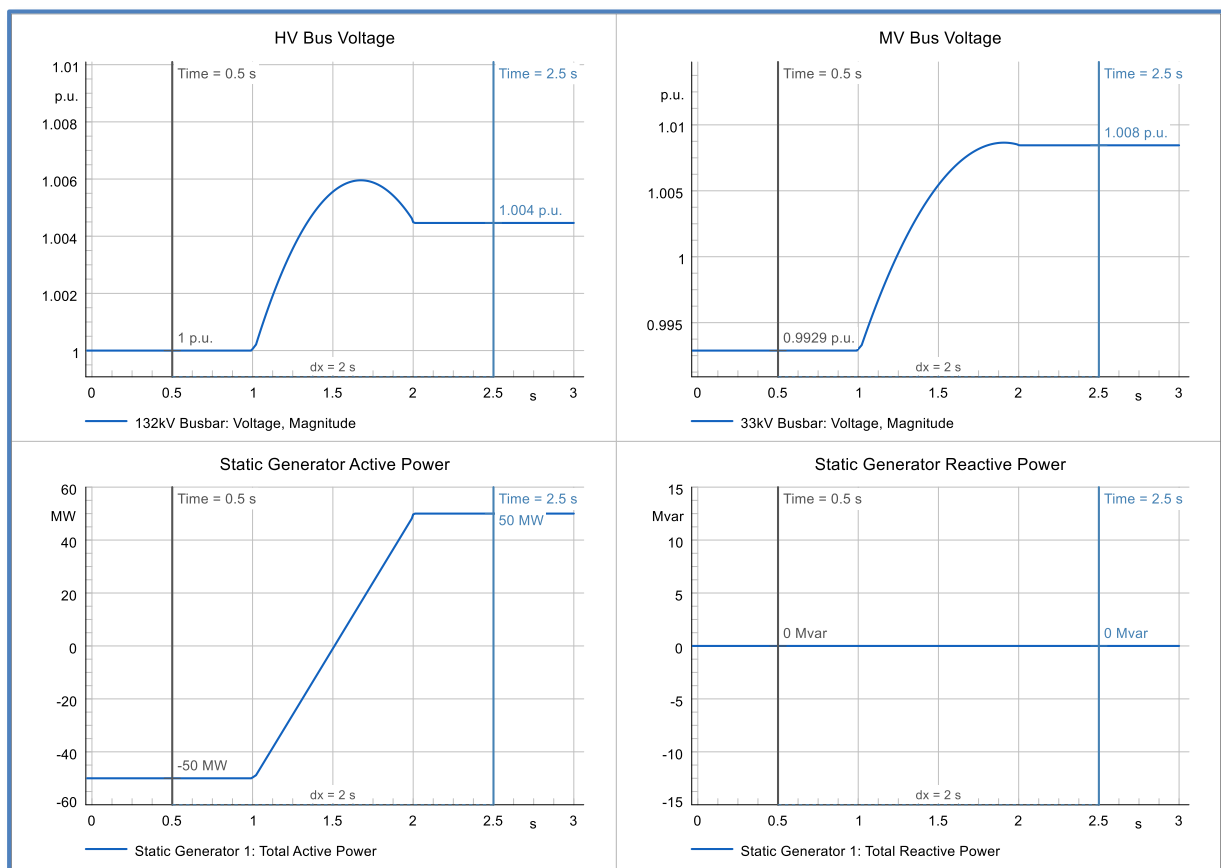 HV Bus Voltage
1.01
p.u.
1.008
1.006
1.004
1.002
1
Time = 0.5 s
Time = 2.5 s
1 p.u.
1.004 p.u.
dx = 2 s
0 0.5 1 1.5 2 2.5 s 3
132kV Busbar: Voltage, Magnitude
MV Bus Voltage
p.u.
1.01
1.005
1
0.995
Time = 0.5 s
Time = 2.5 s
1.008 p.u.
0.9929 p.u.
dx = 2 s
0 0.5 1 1.5 2 2.5 s 3
33kV Busbar: Voltage, Magnitude
Static Generator Active Power
60
MW
40
20
0
-20
-40
-60
Time = 0.5 s
Time = 2.5 s
50 MW
-50 MW
dx = 2 s
0 0.5 1 1.5 2 2.5 s 3
Static Generator 1: Total Active Power
Static Generator Reactive Power
15
Mvar
10
5
0
-5
-10
-15
Time = 0.5 s
Time = 2.5 s
0 Mvar
0 Mvar
dx = 2 s
0 0.5 1 1.5 2 2.5 s 3
Static Generator 1: Total Reactive Power